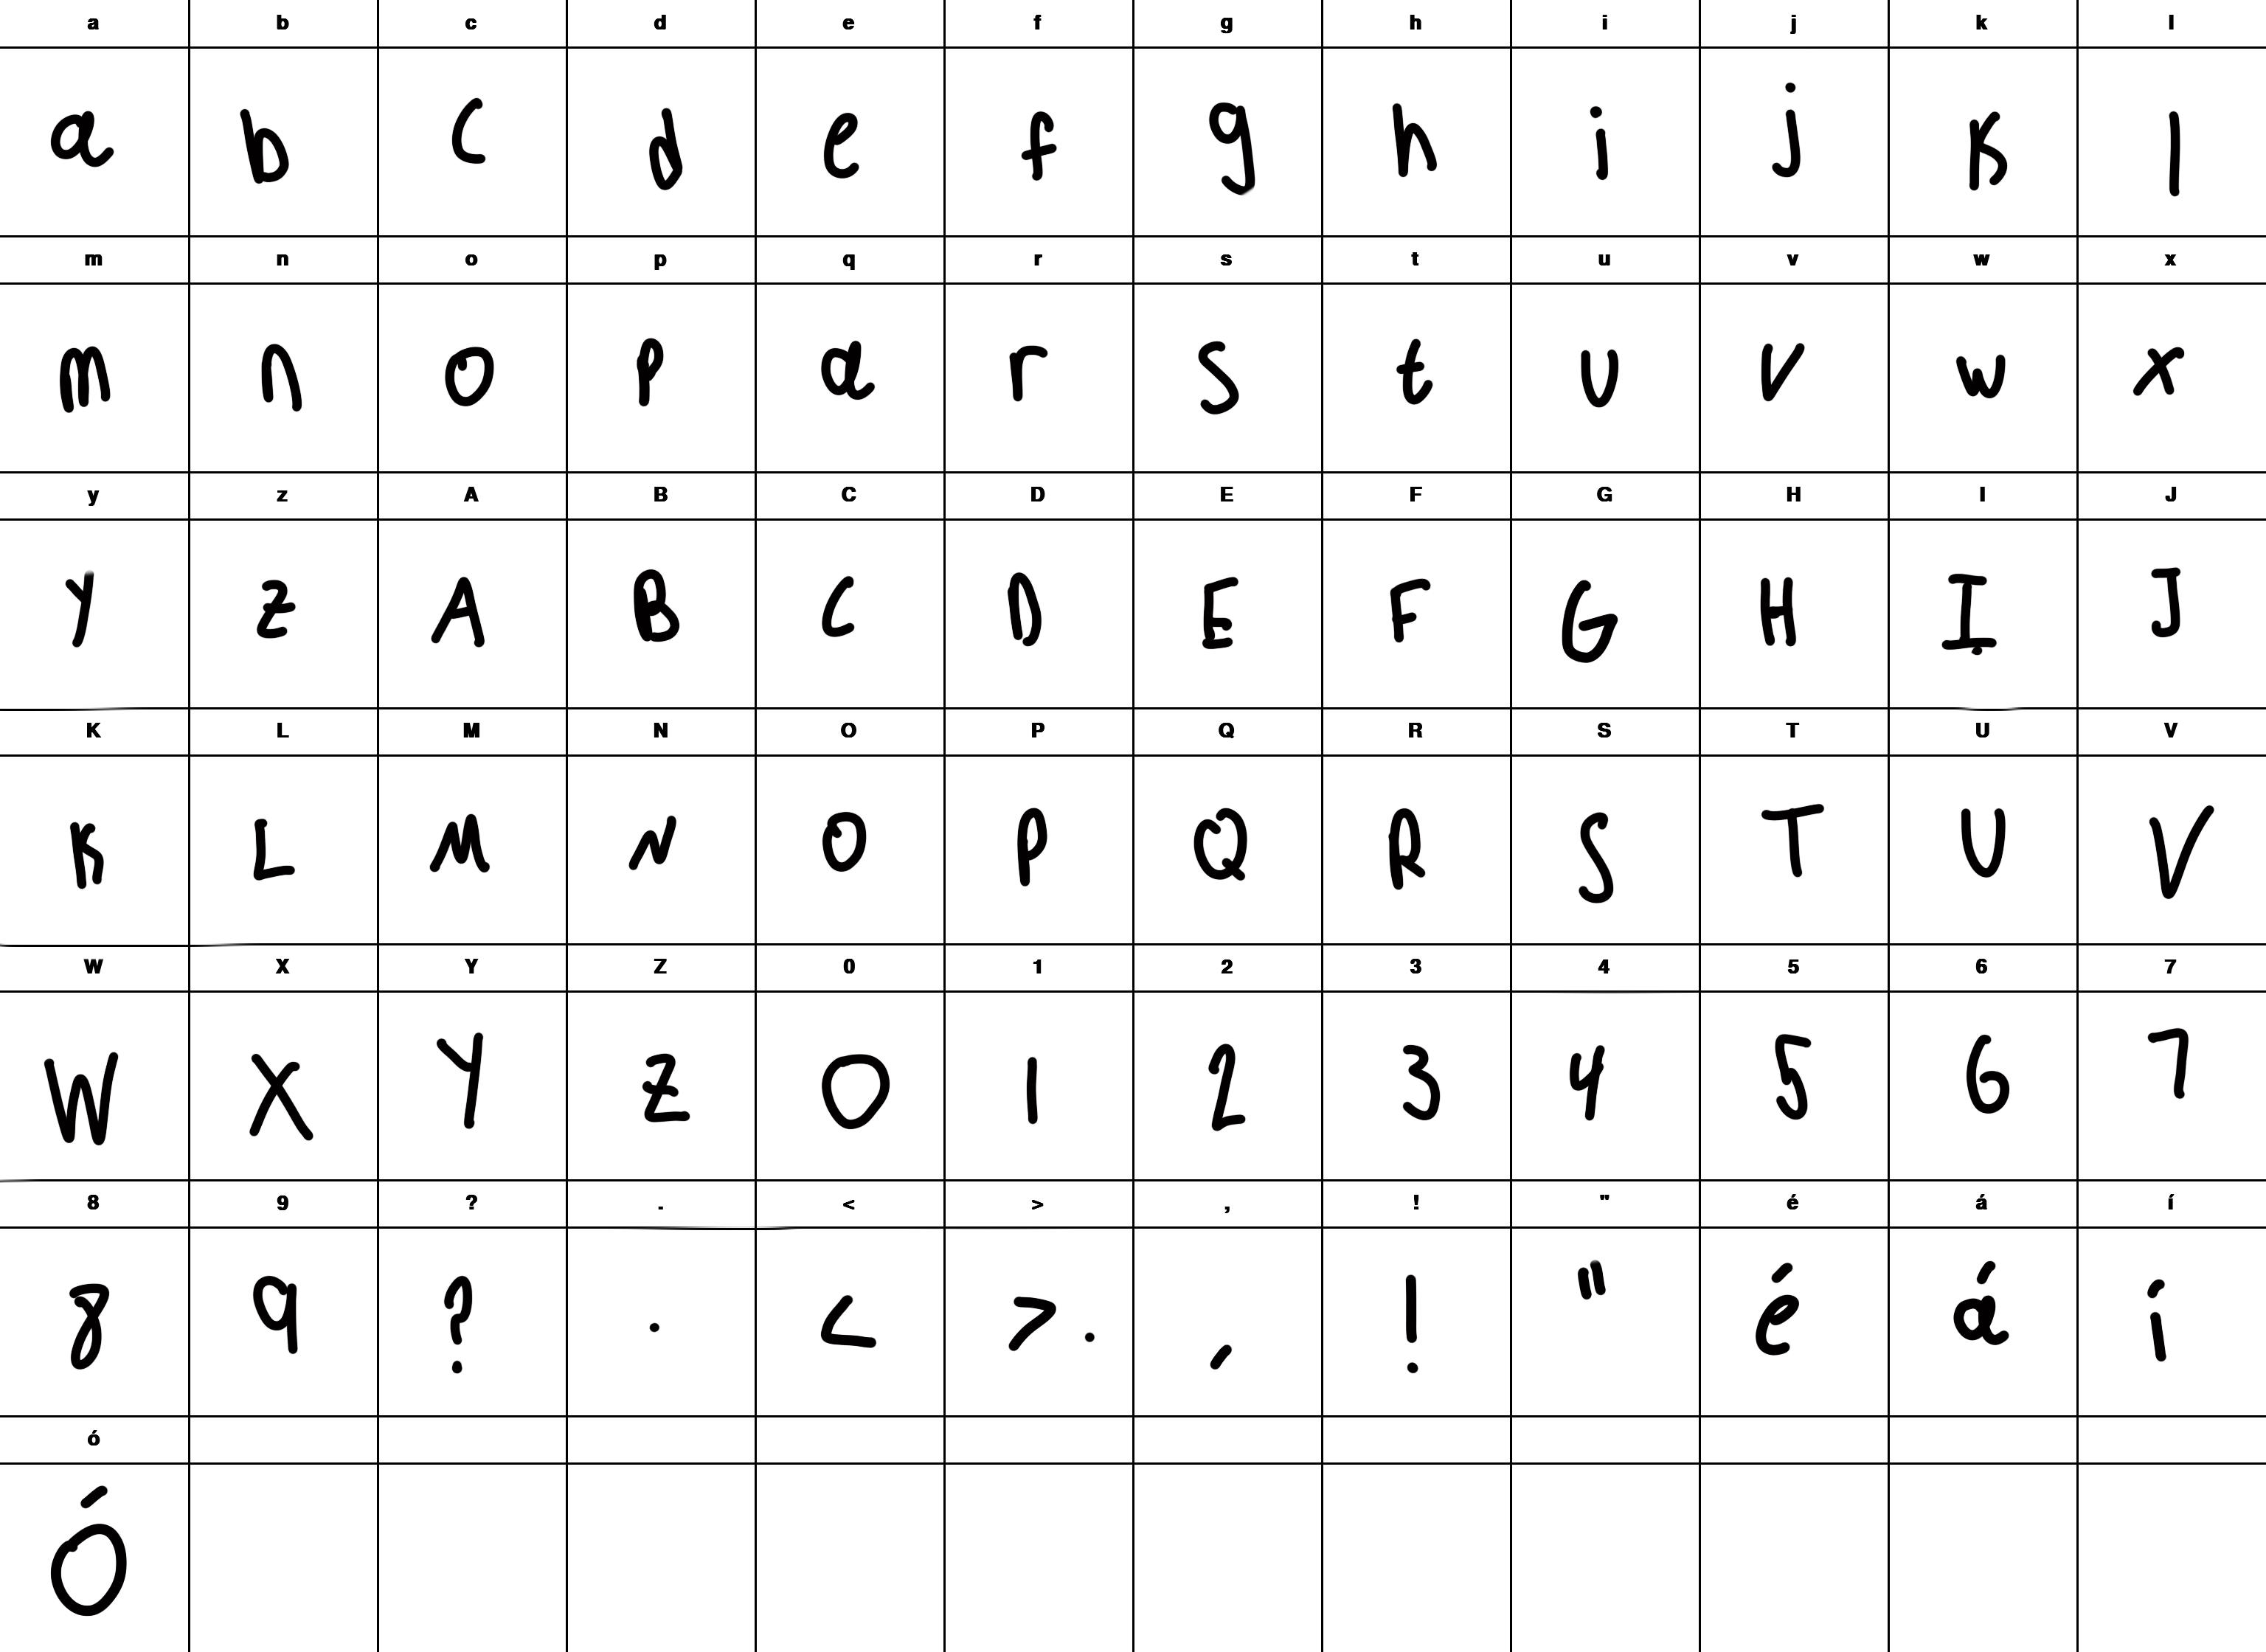 a b c d e f g h i j k l
a b c d e f g h i j k l
m n o p q r s t u v w x
m n o p a r s t u v w x
y z A B C D E F G H I J
y z A B C D E F G H I J
K L M N O P Q R S T U V
K L M N O P Q R S T U V
W X Y Z 0 1 2 3 4 5 6 7
W X Y Z 0 1 2 3 4 5 6 7
8 9 ? . < > , ! " é á í
8 9 ? . < > . , ! " é á í
ó
ó